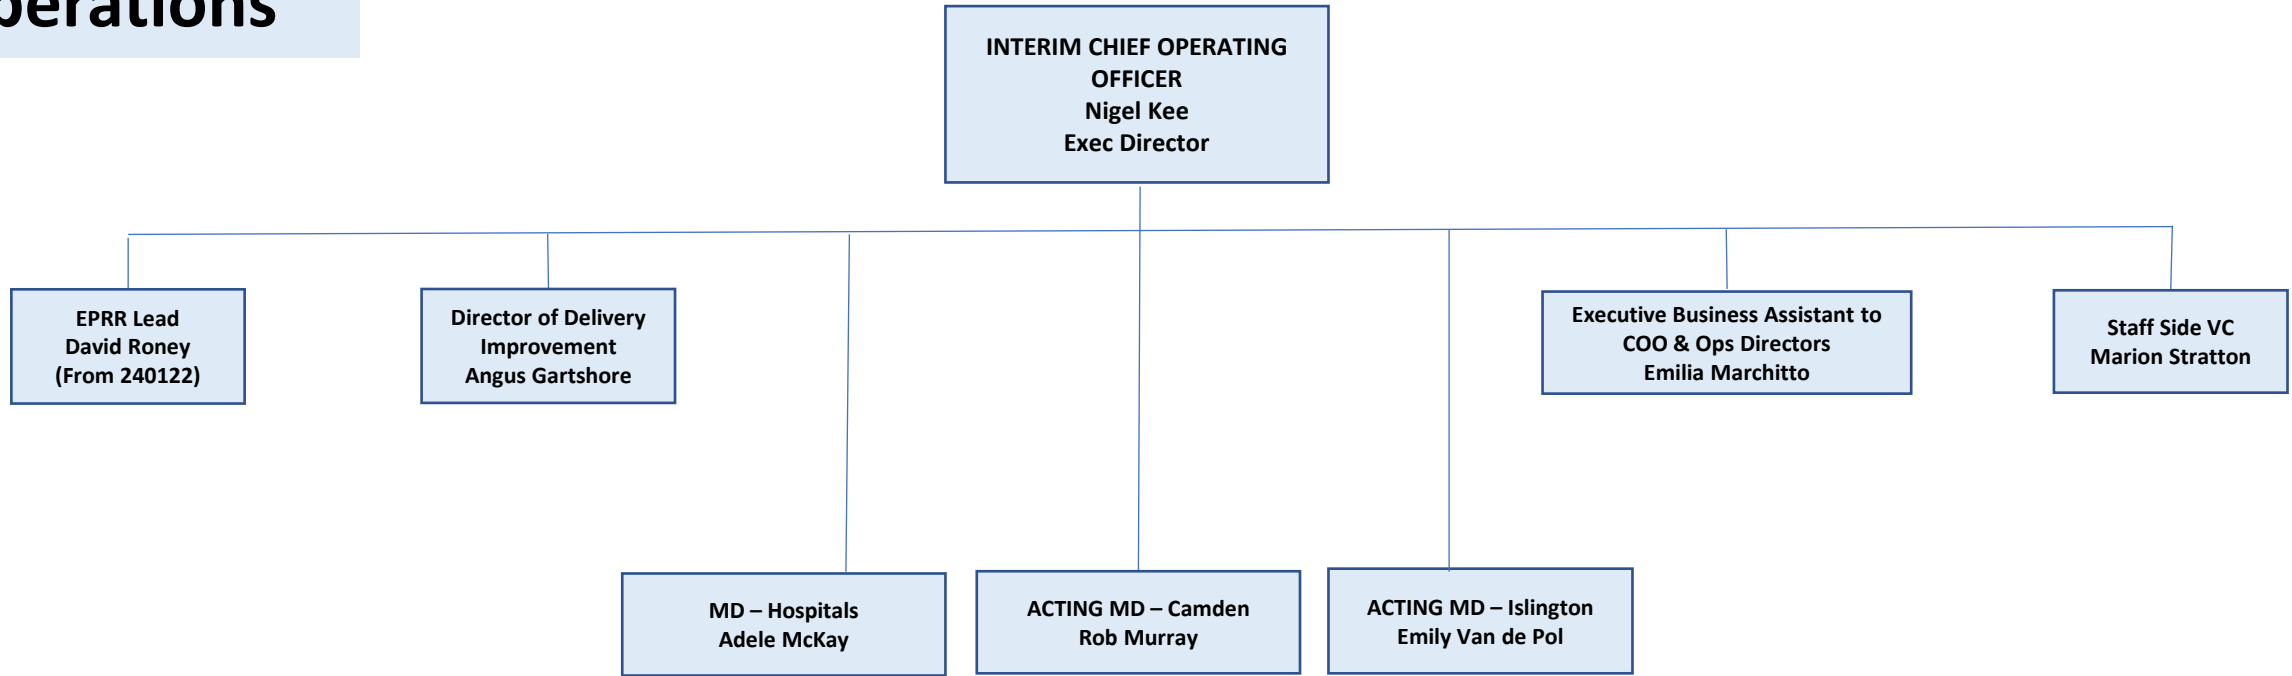 perations
INTERIM CHIEF OPERATING
OFFICER
Nigel Kee
Exec Director
EPRR Lead
David Roney
(From 240122)
Director of Delivery
Improvement
Angus Gartshore
Executive Business Assistant to
COO & Ops Directors
Emilia Marchitto
Staff Side VC
Marion Stratton
MD – Hospitals
Adele McKay
ACTING MD – Camden
Rob Murray
ACTING MD – Islington
Emily Van de Pol